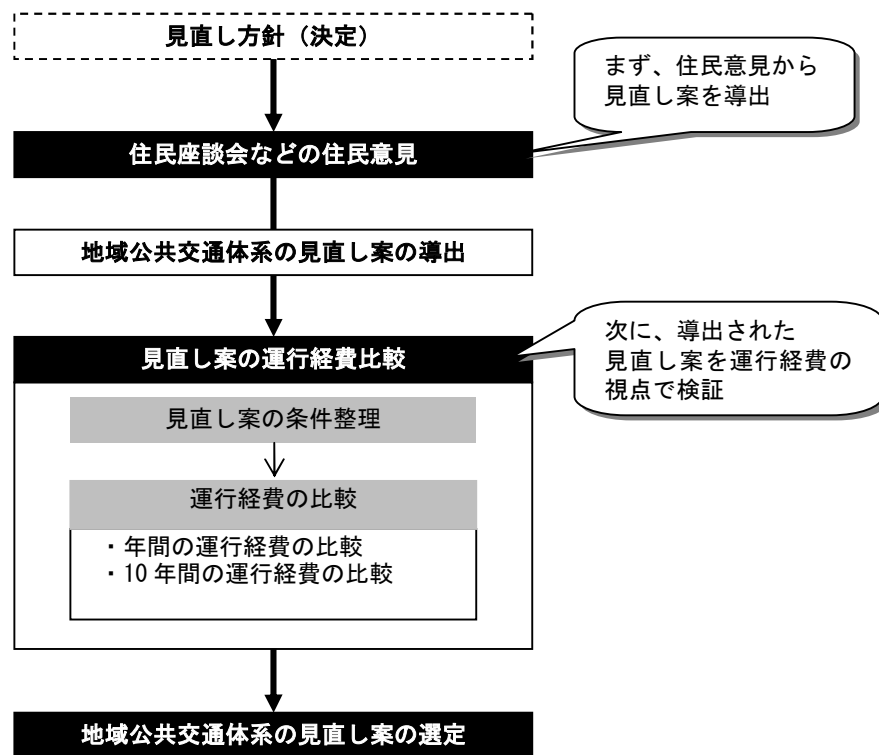 見直し方針（決定）
まず、住民意見から
見直し案を導出
住民座談会などの住民意見
地域公共交通体系の見直し案の導出
見直し案の運行経費比較
次に、導出された
見直し案を運行経費の
視点で検証
見直し案の条件整理
運行経費の比較
・年間の運行経費の比較
・10年間の運行経費の比較
地域公共交通体系の見直し案の選定